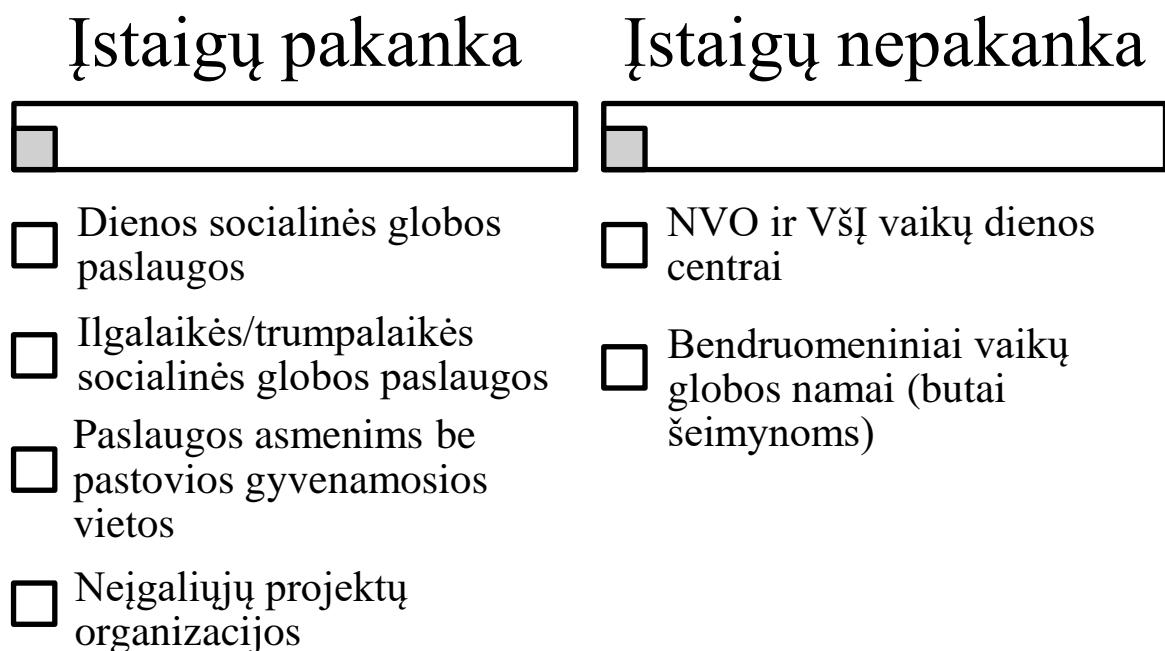 Įstaigų pakanka
Dienos socialinės globos
paslaugos
Ilgalaikės/trumpalaikės
socialinės globos paslaugos
Paslaugos asmenims be
pastovios gyvenamosios
vietos
Neįgaliųjų projektų
organizacijos
Įstaigų nepakanka
NVO ir VšĮ vaikų dienos
centrai
Bendruomeniniai vaikų
globos namai (butai
šeimynoms)